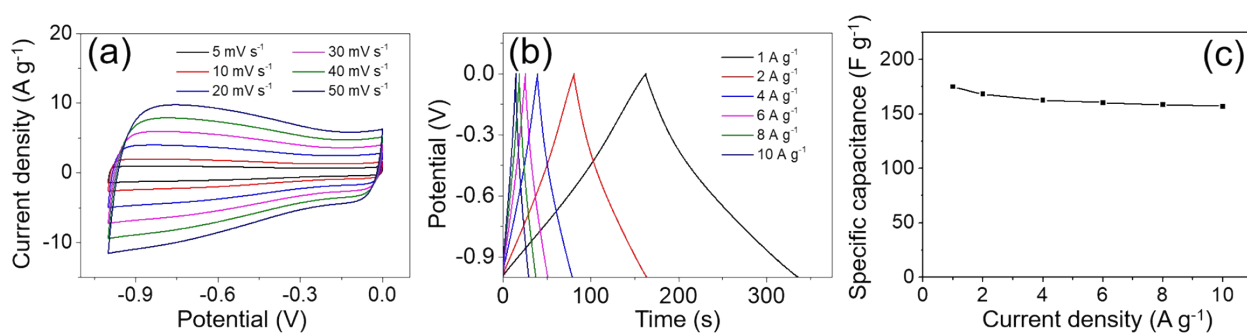 (a)
20
10
0
-10
-0.9 -0.6 -0.3 0.0
Current density (A g⁻¹)
Potential (V)
5 mV s⁻¹
10 mV s⁻¹
20 mV s⁻¹
30 mV s⁻¹
40 mV s⁻¹
50 mV s⁻¹
(b)
0.0
-0.3
-0.6
-0.9
0 100 200 300
Potential (V)
Time (s)
1 A g⁻¹
2 A g⁻¹
4 A g⁻¹
6 A g⁻¹
8 A g⁻¹
10 A g⁻¹
(c)
200
150
100
50
0
0 2 4 6 8 10
Specific capacitance (F g⁻¹)
Current density (A g⁻¹)